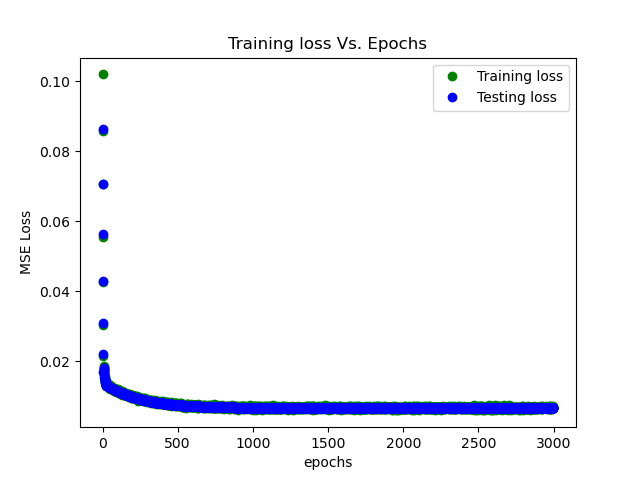 Training loss Vs. Epochs
Training loss
Testing loss
0.10
0.08
0.06
0.04
0.02
MSE Loss
0 500 1000 1500 2000 2500 3000
epochs